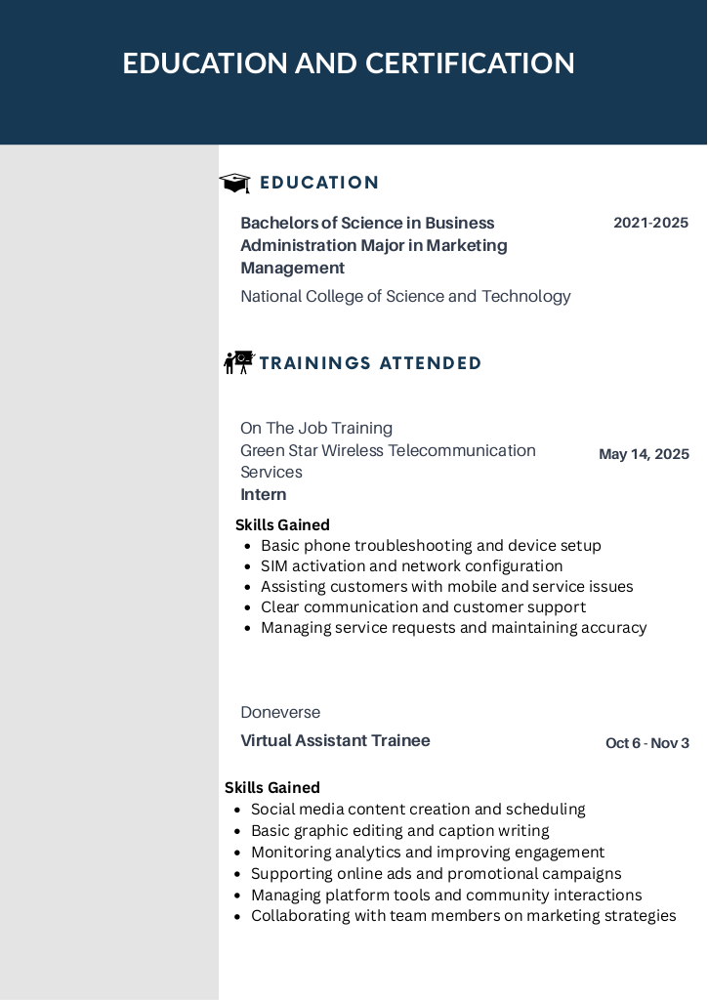 EDUCATION AND CERTIFICATION
EDUCATION
Bachelors of Science in Business
2021-2025
Administration Major in Marketing
Management
National College of Science and Technology
TRAININGS ATTENDED
On The Job Training
Green Star Wireless Telecommunication
May 14, 2025
Services
Intern
Skills Gained
• Basic phone troubleshooting and device setup
• SIM activation and network configuration
• Assisting customers with mobile and service issues
• Clear communication and customer support
• Managing service requests and maintaining accuracy
Doneverse
Virtual Assistant Trainee
Oct 6 - Nov 3
Skills Gained
• Social media content creation and scheduling
• Basic graphic editing and caption writing
• Monitoring analytics and improving engagement
• Supporting online ads and promotional campaigns
• Managing platform tools and community interactions
• Collaborating with team members on marketing strategies